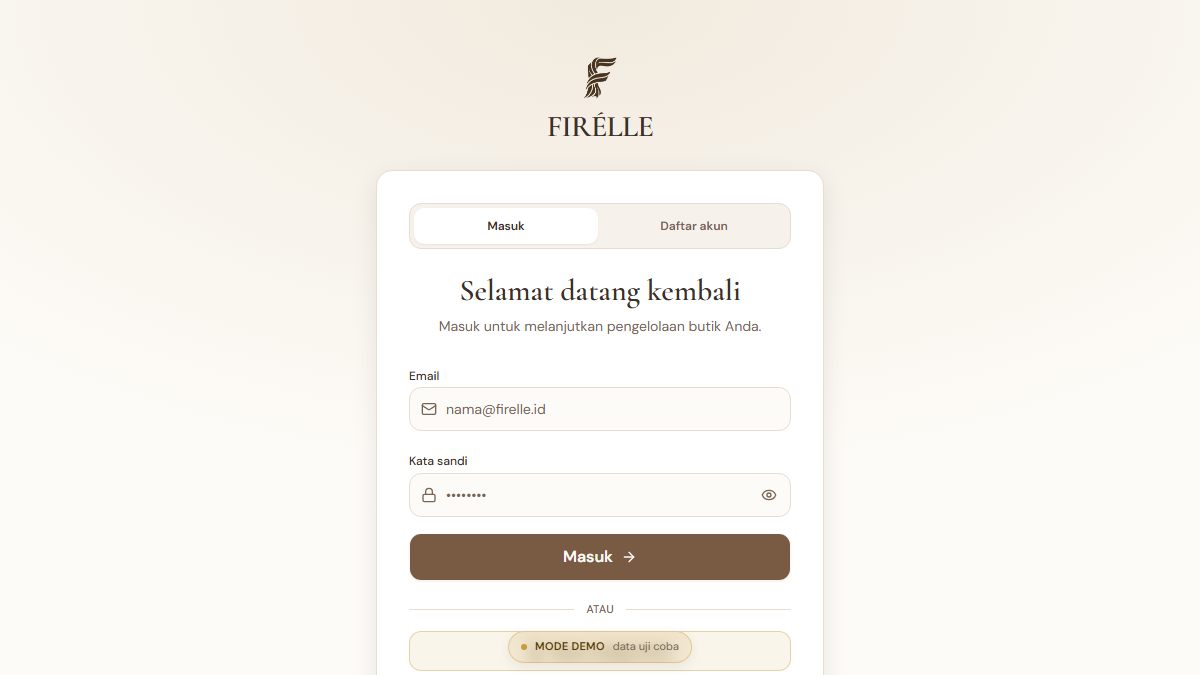 FIRÉLLE
Masuk
Daftar akun
Selamat datang kembali
Masuk untuk melanjutkan pengelolaan butik Anda.
Email
nama@firelle.id
Kata sandi
••••••••
Masuk →
ATAU
MODE DEMO data uji coba